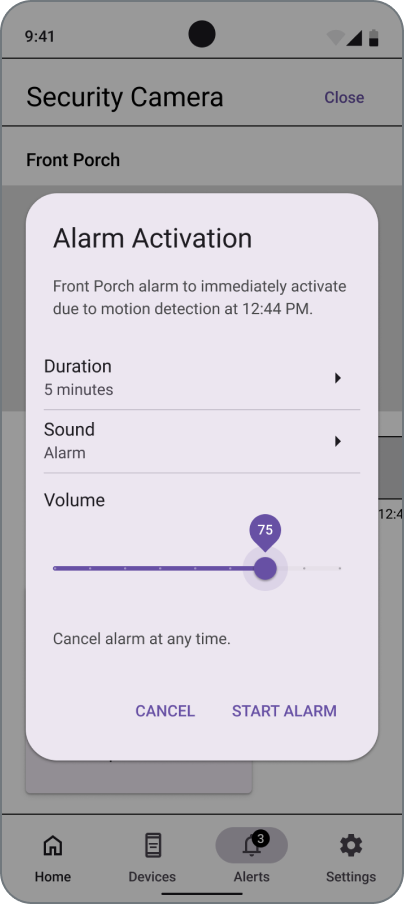 9:41
Security Camera
Close
Front Porch
Alarm Activation
Front Porch alarm to immediately activate
due to motion detection at 12:44 PM.
Duration
5 minutes
Sound
Alarm
12:4
Volume
75
Cancel alarm at any time.
CANCEL
START ALARM
3
Home
Devices
Alerts
Settings